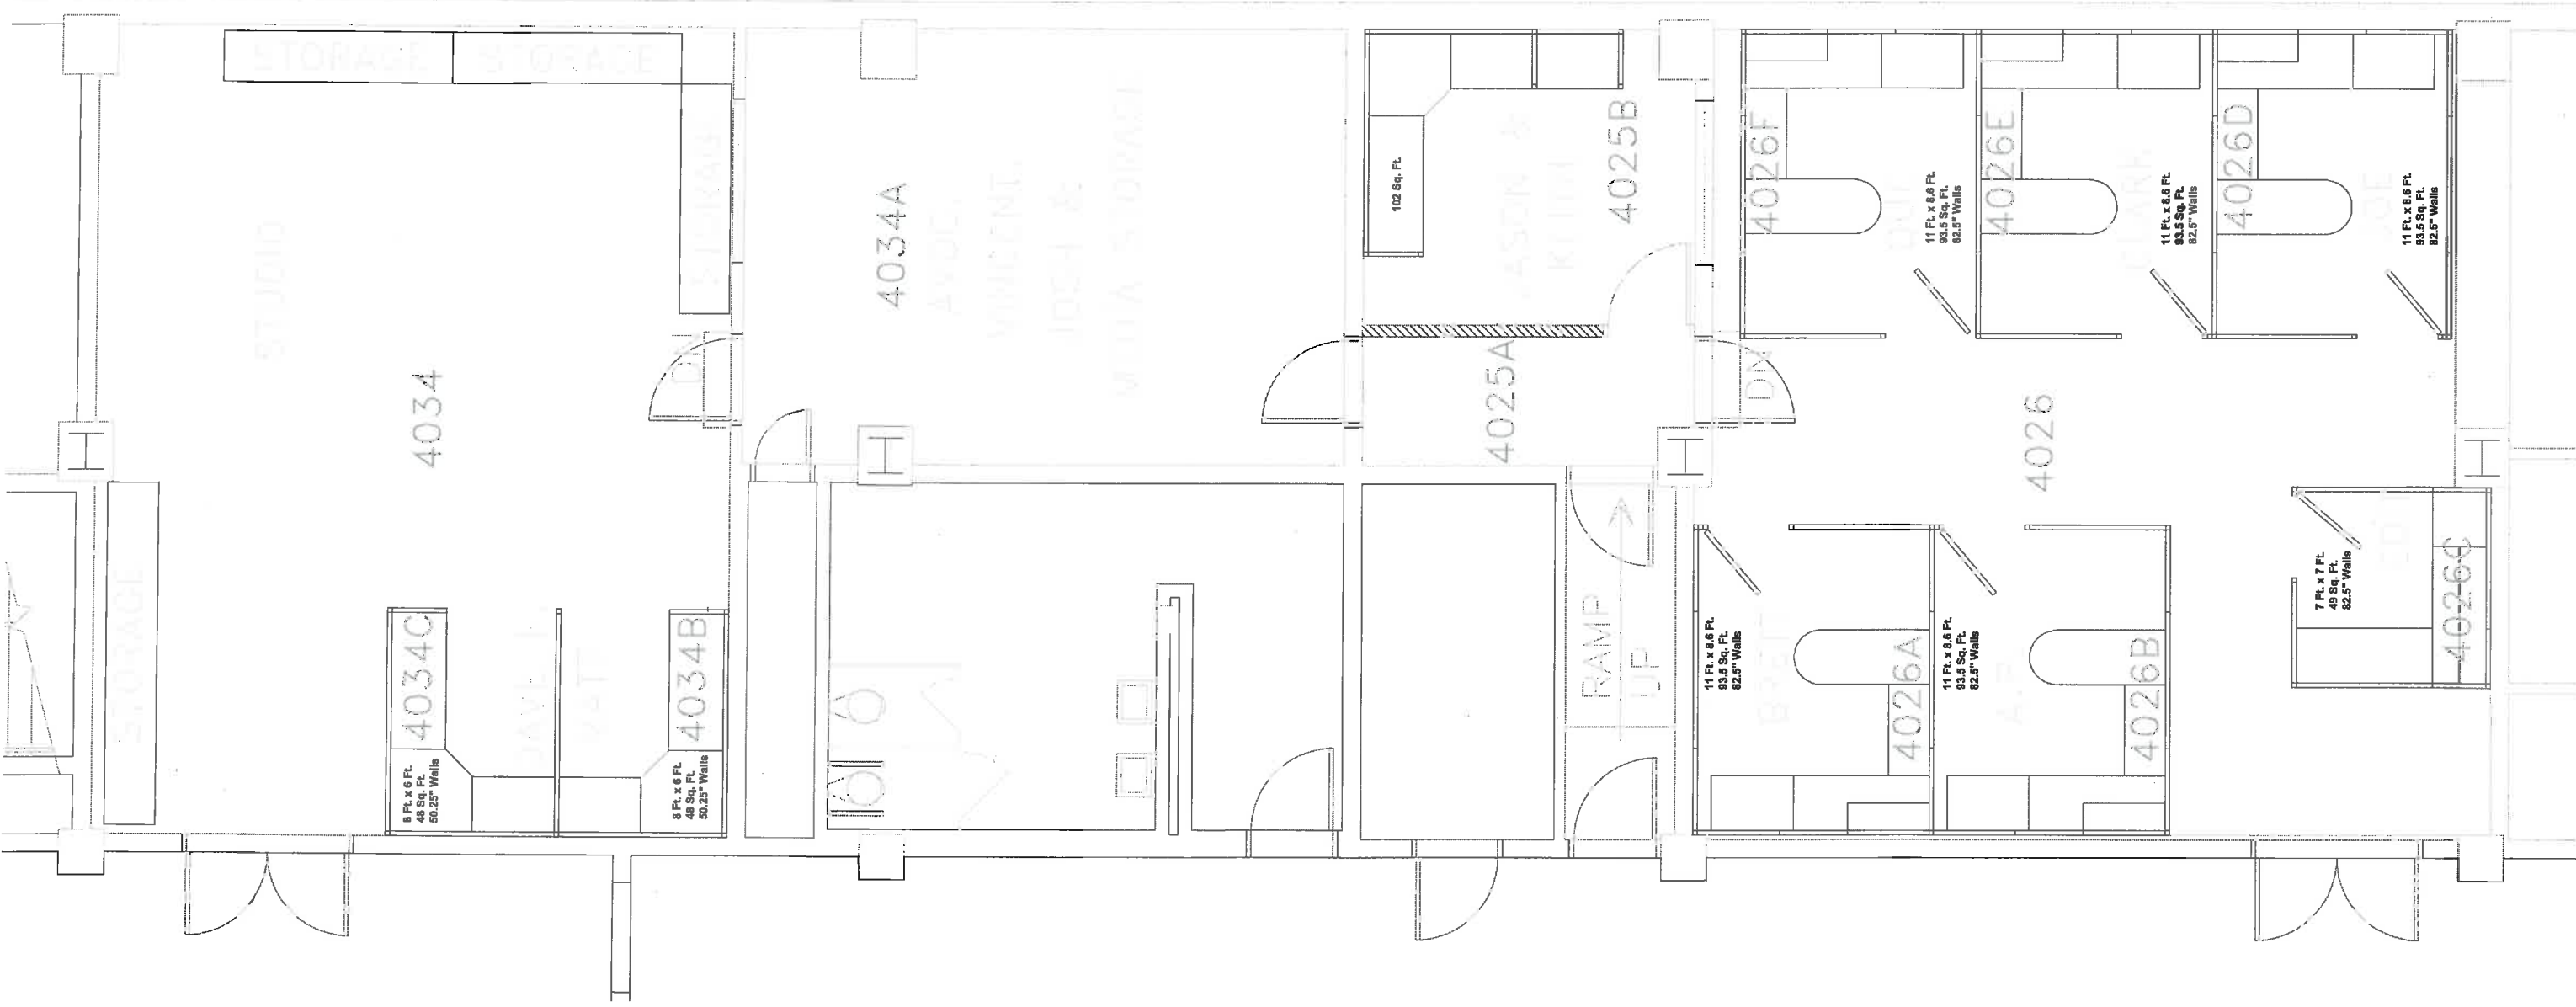 STORAGE
STORAGE
STORAGE
STUDIO
4034
DN
STORAGE
4034C
8 Ft. x 6 Ft.
48 Sq. Ft.
50.25" Walls
4034B
8 Ft. x 6 Ft.
48 Sq. Ft.
50.25" Walls
4034A
VINCENT
102 Sq. Ft.
4025B
4025A
RAMP
UP
DN
4026F
11 Ft. x 8.6 Ft.
93.5 Sq. Ft.
82.5" Walls
4026E
11 Ft. x 8.6 Ft.
93.5 Sq. Ft.
82.5" Walls
4026D
11 Ft. x 8.6 Ft.
93.5 Sq. Ft.
82.5" Walls
4026
11 Ft. x 8.6 Ft.
93.5 Sq. Ft.
82.5" Walls
4026A
11 Ft. x 8.6 Ft.
93.5 Sq. Ft.
82.5" Walls
4026B
7 Ft. x 7 Ft.
49 Sq. Ft.
82.5" Walls
4026C